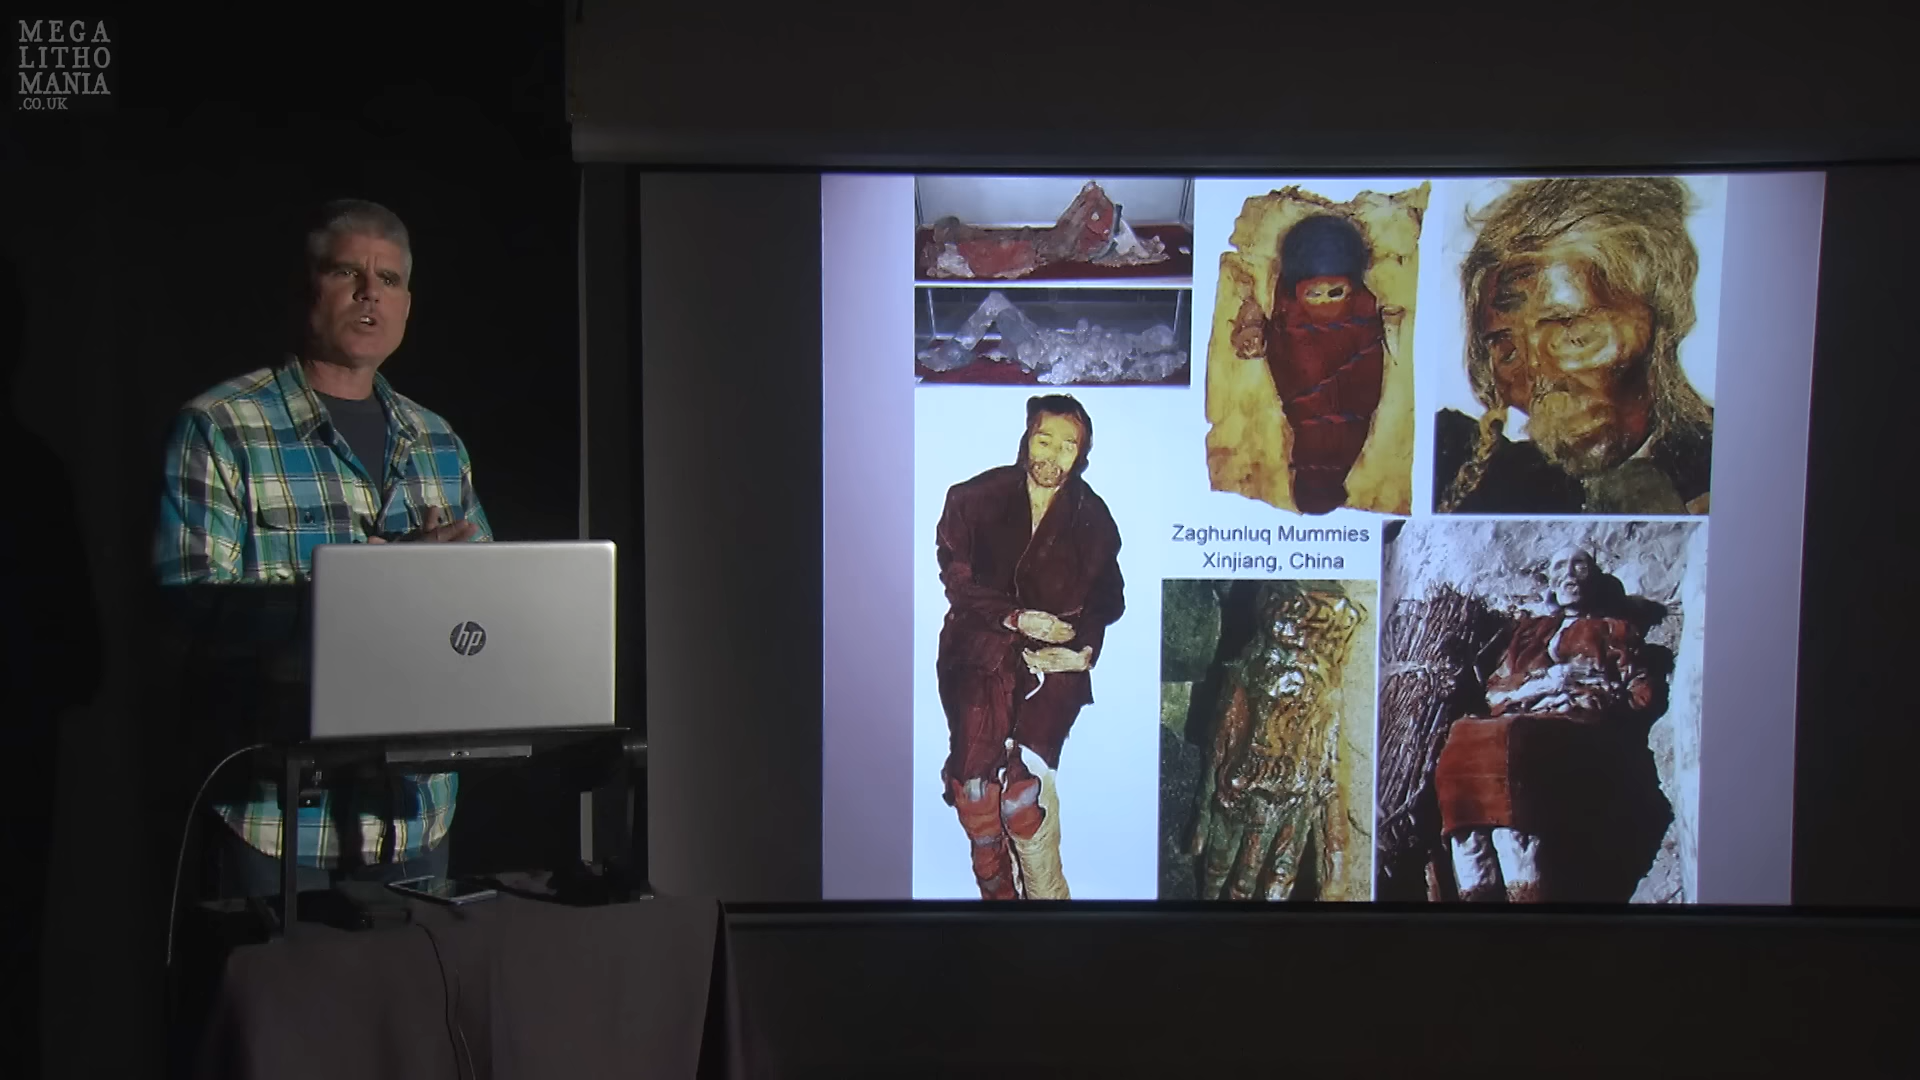 MEGA
LITHO
MANIA
.CO.UK
Zaghunluq Mummies
Xinjiang, China
hp